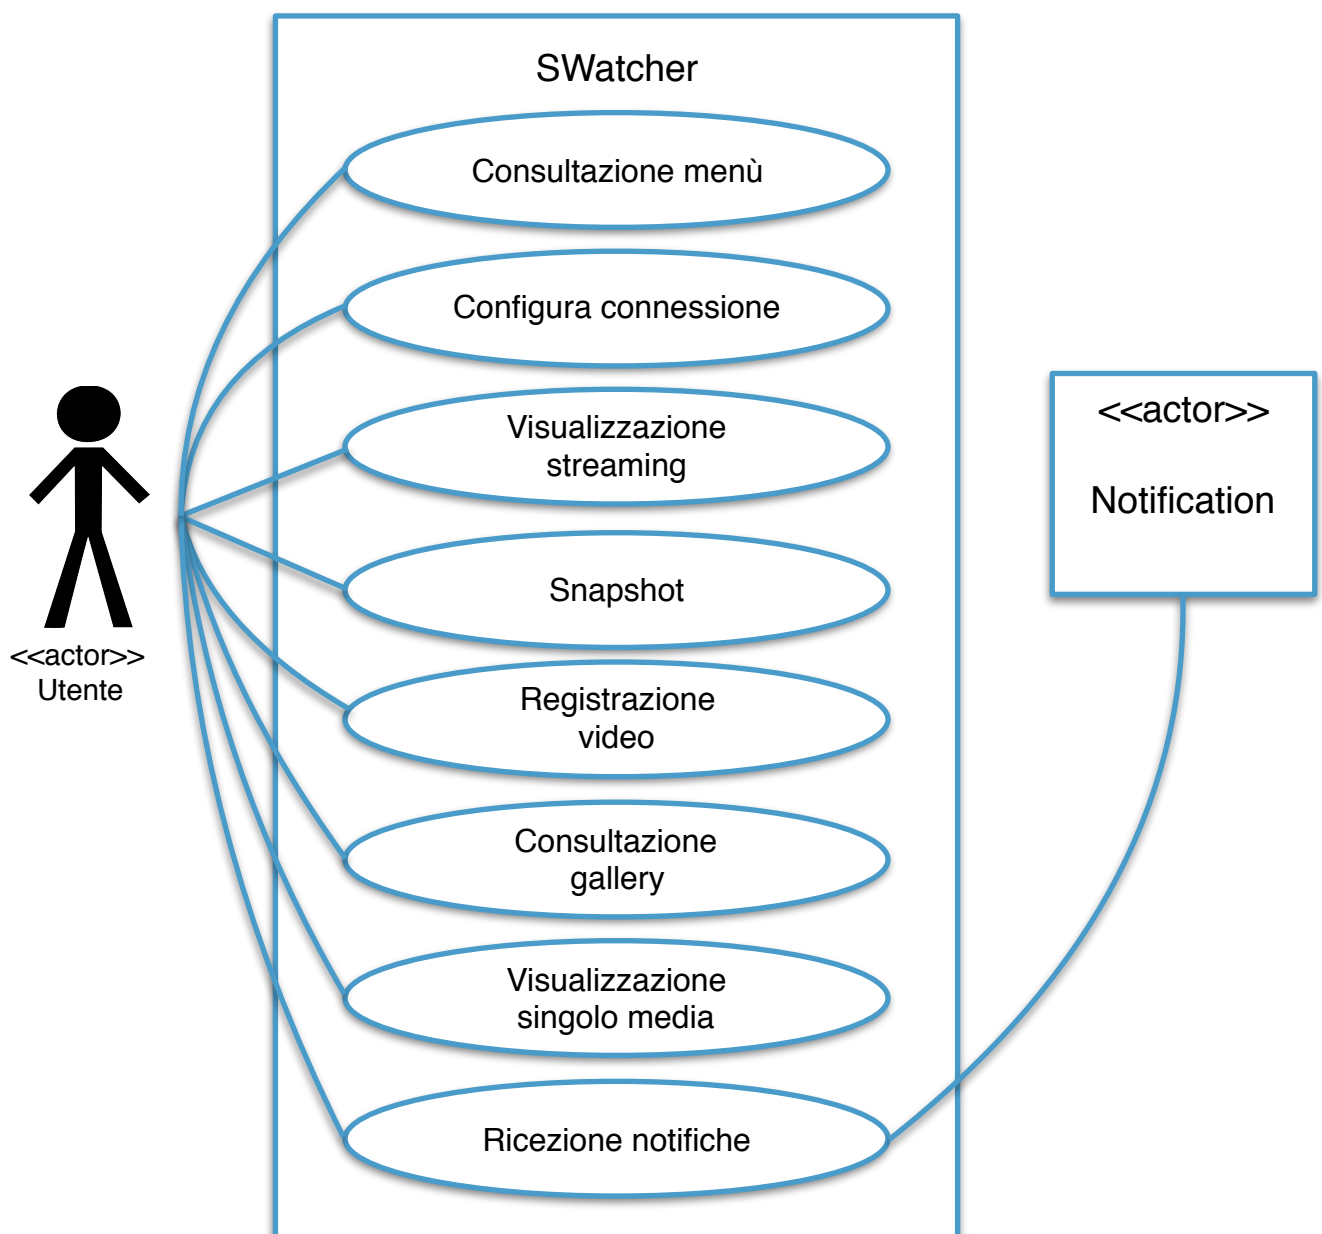 SWatcher
Consultazione menù
Configura connessione
Visualizzazione
streaming
Snapshot
Registrazione
video
Consultazione
gallery
Visualizzazione
singolo media
Ricezione notifiche
<<actor>>
Utente
<<actor>>
Notification